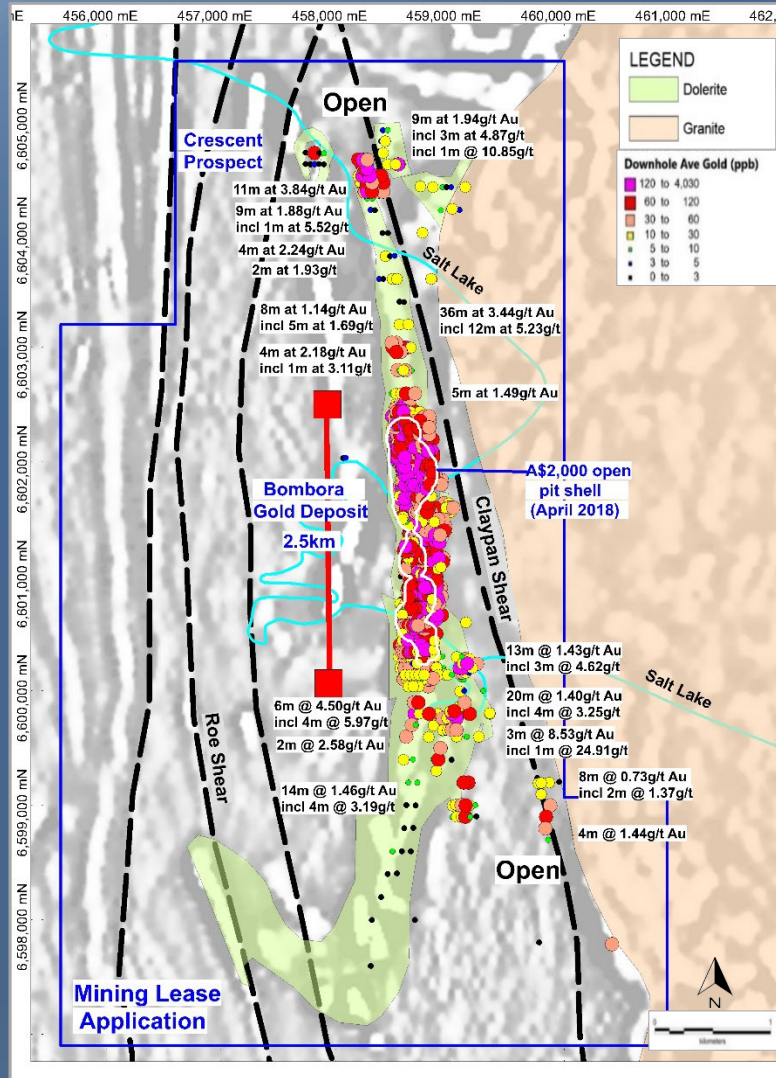 nE
456,000 mE
457,000 mE
458,000 mE
459,000 mE
460,000 mE
461,000 mE
462,
6,605,000 mN
6,604,000 mN
6,603,000 mN
6,602,000 mN
6,601,000 mN
6,600,000 mN
6,599,000 mN
6,598,000 mN
LEGEND
Dolerite
Granite
Downhole Ave Gold (ppb)
120 to 4,030
60 to 120
30 to 60
10 to 30
5 to 10
3 to 5
0 to 3
Open
Crescent
Prospect
9m at 1.94g/t Au
incl 3m at 4.87g/t
incl 1m @ 10.85g/t
11m at 3.84g/t Au
9m at 1.88g/t Au
incl 1m at 5.52g/t
4m at 2.24g/t Au
2m at 1.93g/t
Salt Lake
8m at 1.14g/t Au
incl 5m at 1.69g/t
36m at 3.44g/t Au
incl 12m at 5.23g/t
4m at 2.18g/t Au
incl 1m at 3.11g/t
5m at 1.49g/t Au
Bombora
Gold Deposit
2.5km
A$2,000 open
pit shell
(April 2018)
Claypan Shear
13m @ 1.43g/t Au
incl 3m @ 4.62g/t
Salt Lake
6m @ 4.50g/t Au
incl 4m @ 5.97g/t
2m @ 2.58g/t Au
20m @ 1.40g/t Au
incl 4m @ 3.25g/t
3m @ 8.53g/t Au
incl 1m @ 24.91g/t
Roe Shear
14m @ 1.46g/t Au
incl 4m @ 3.19g/t
8m @ 0.73g/t Au
incl 2m @ 1.37g/t
4m @ 1.44g/t Au
Open
Mining Lease
Application
N
0
1
kilometers